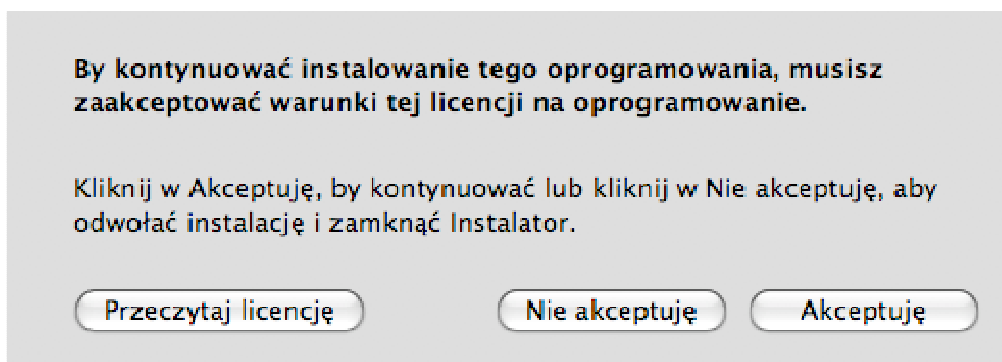 By kontynuować instalowanie tego oprogramowania, musisz
zaakceptować warunki tej licencji na oprogramowanie.
Kliknij w Akceptuję, by kontynuować lub kliknij w Nie akceptuję, aby
odwołać instalację i zamknąć Instalator.
Przeczytaj licencję Nie akceptuję Akceptuję